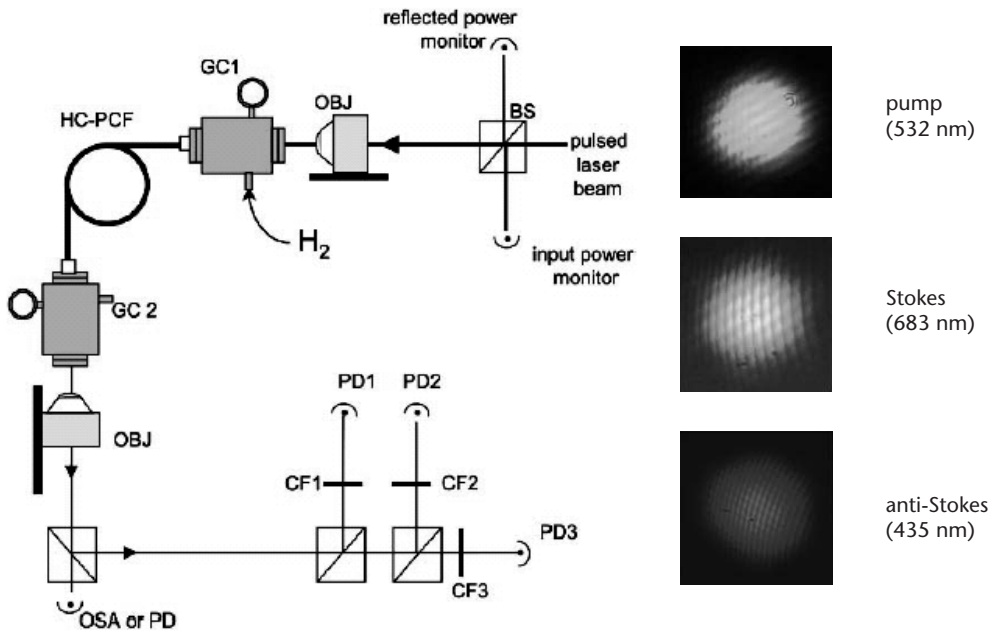 reflected power
monitor
GC1
OBJ
HC-PCF
BS
pulsed
laser
beam
H2
input power
monitor
GC 2
PD1
PD2
OBJ
CF1
CF2
PD3
CF3
OSA or PD
pump
(532 nm)
Stokes
(683 nm)
anti-Stokes
(435 nm)